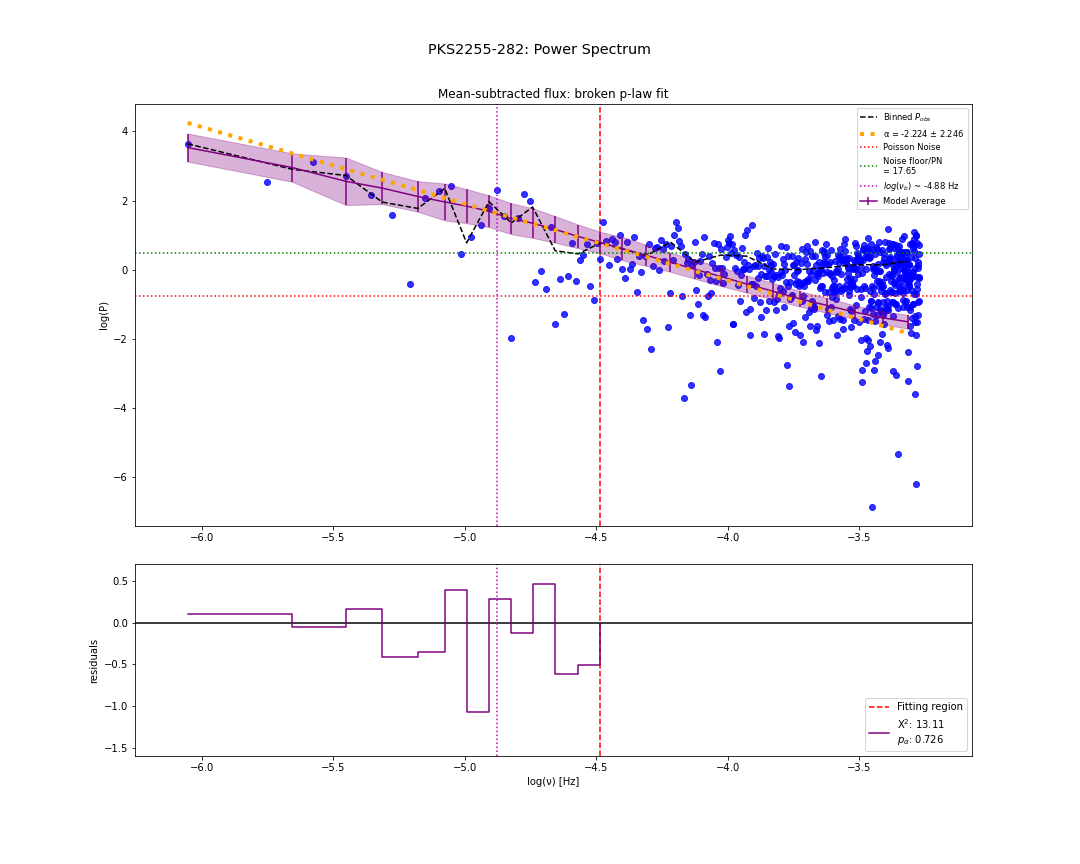 PKS2255-282: Power Spectrum
Mean-subtracted flux: broken p-law fit
log(P)
4
2
0
−2
−4
−6
Binned P_obs
α = -2.224 ± 2.246
Poisson Noise
Noise floor/PN
= 17.65
log(ν_b) ~ -4.88 Hz
Model Average
−6.0 −5.5 −5.0 −4.5 −4.0 −3.5
residuals
0.5
0.0
−0.5
−1.0
−1.5
Fitting region
X²: 13.11
p_α: 0.726
−6.0 −5.5 −5.0 −4.5 −4.0 −3.5
log(ν) [Hz]